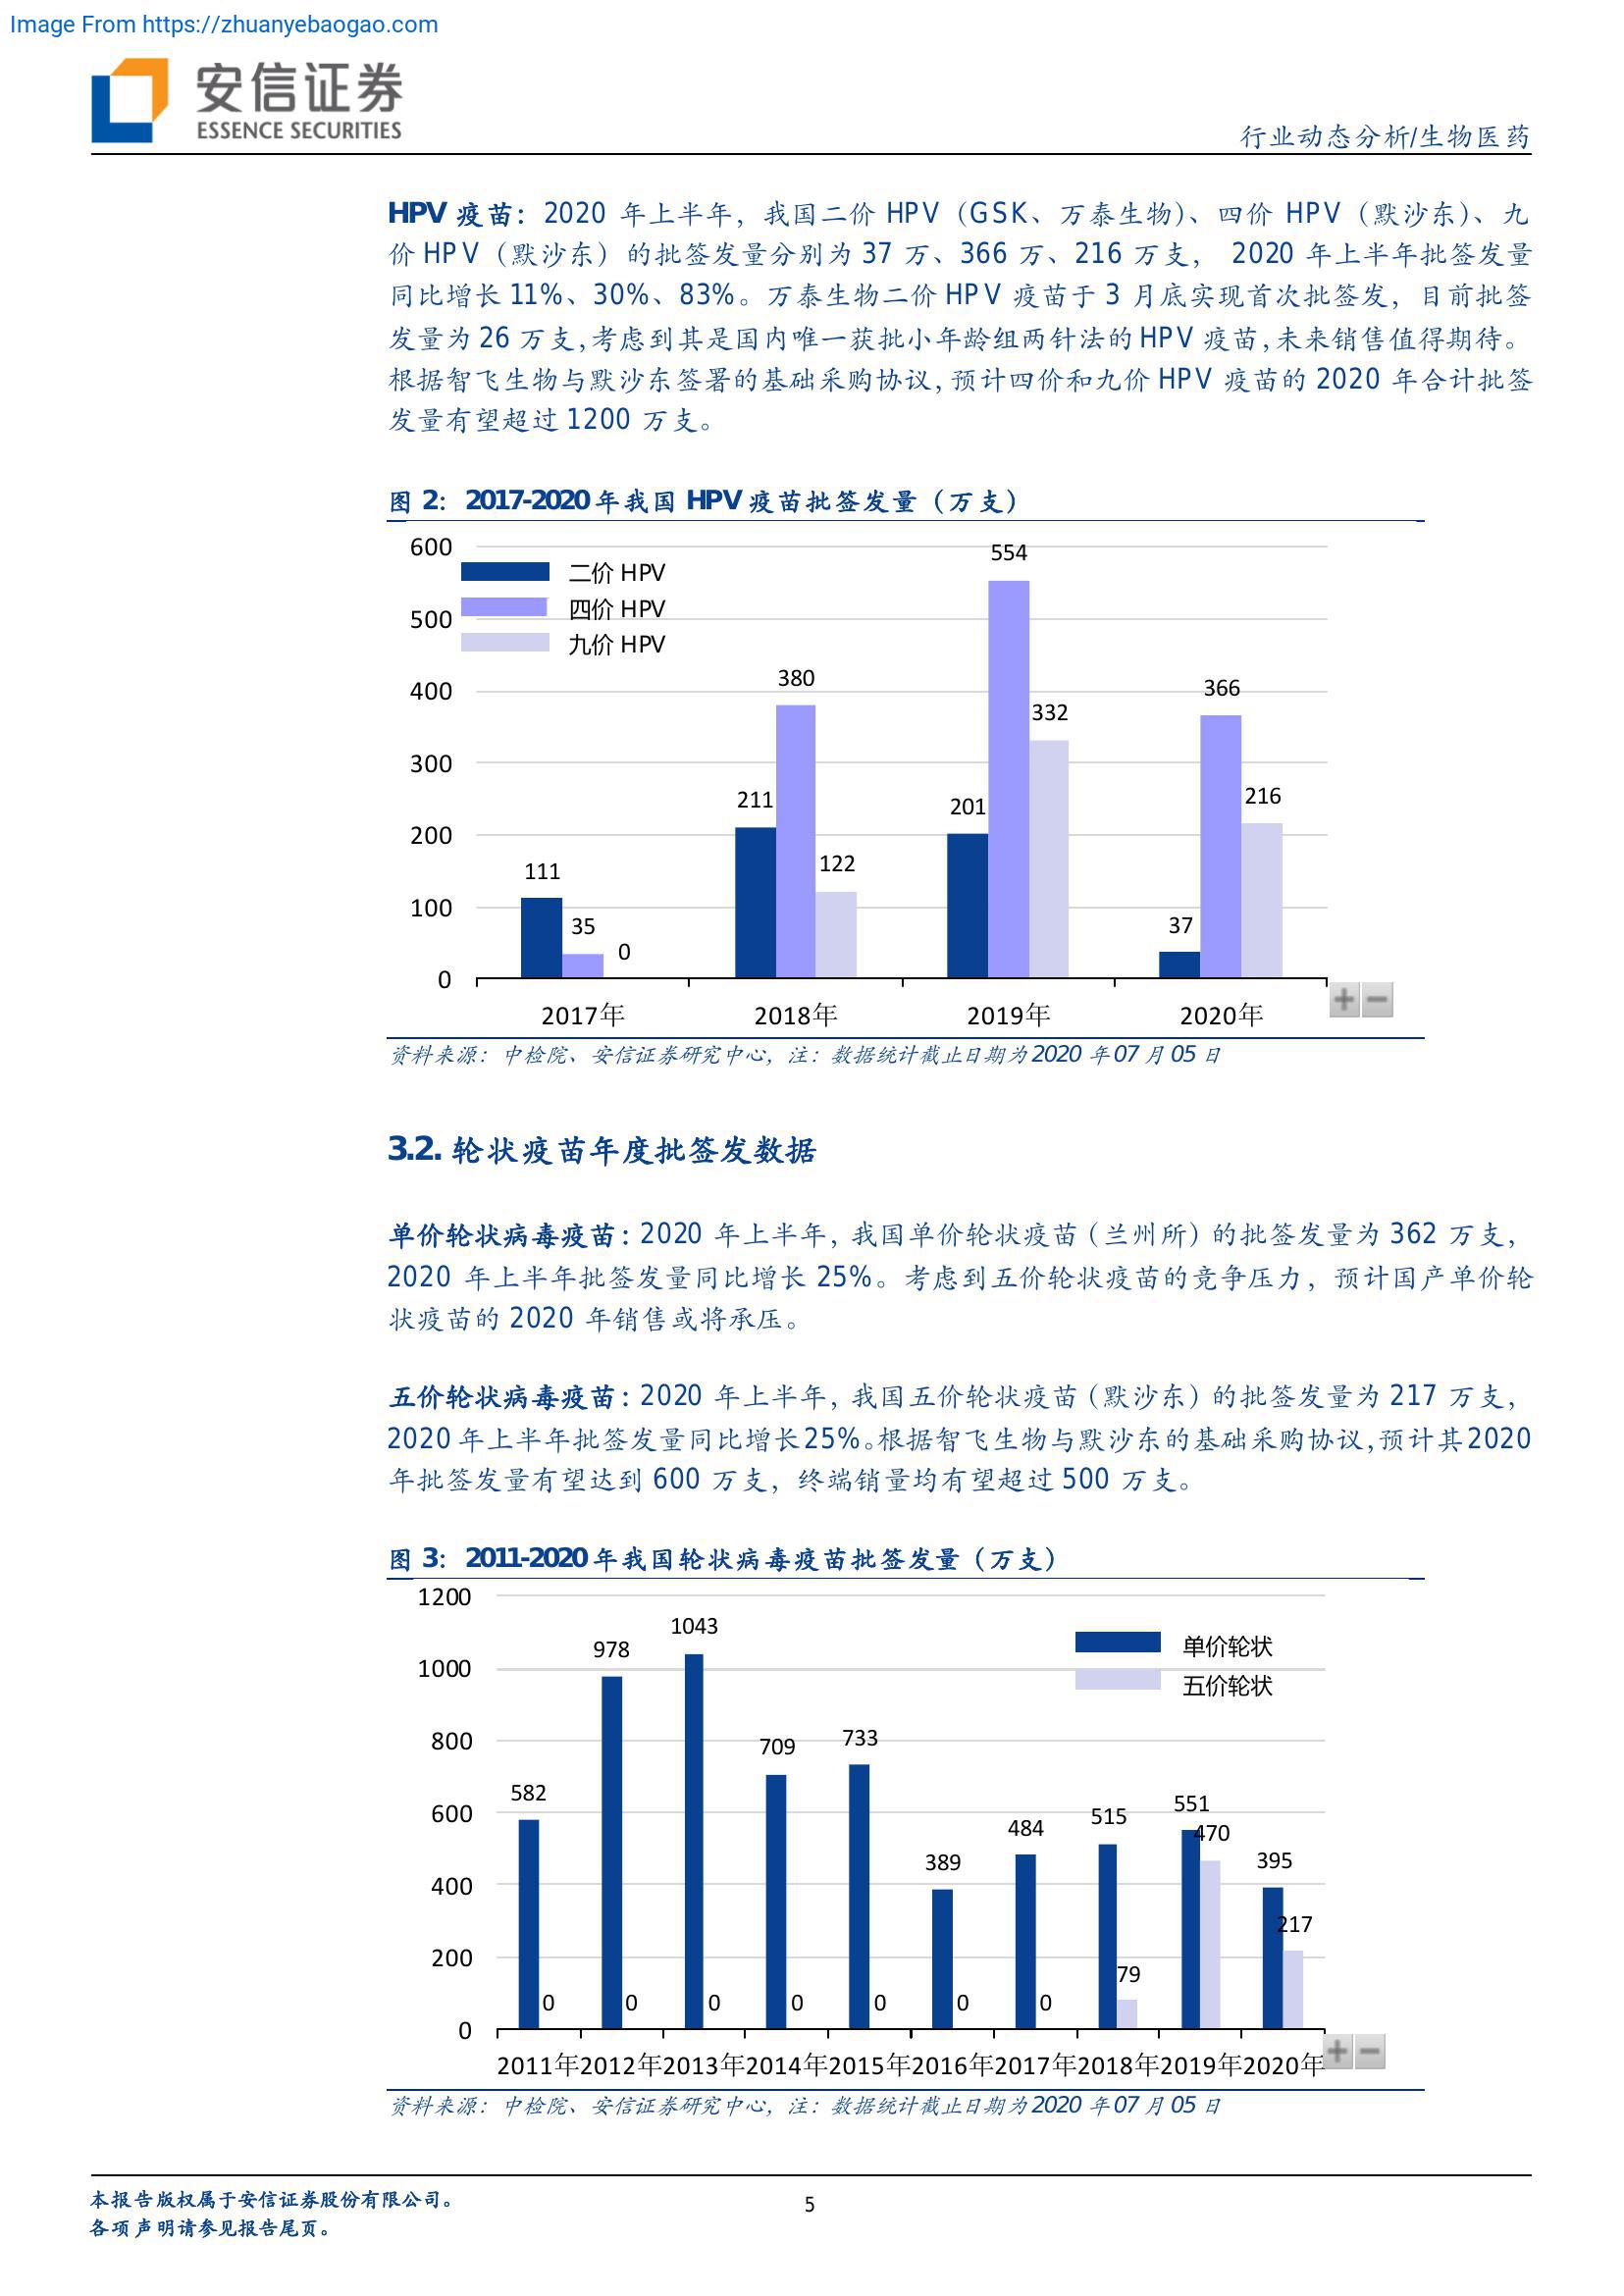 Image From https://zhuanyebaogao.com
安信证券
ESSENCE SECURITIES
行业动态分析/生物医药
HPV 疫苗：2020 年上半年，我国二价 HPV（GSK、万泰生物)、四价 HPV（默沙东)、九
价 HPV（默沙东）的批签发量分别为 37 万、366 万、216 万支， 2020 年上半年批签发量
同比增长 11%、30%、83%。万泰生物二价 HPV 疫苗于 3 月底实现首次批签发，目前批签
发量为 26 万支，考虑到其是国内唯一获批小年龄组两针法的 HPV 疫苗，未来销售值得期待。
根据智飞生物与默沙东签署的基础采购协议，预计四价和九价 HPV 疫苗的 2020 年合计批签
发量有望超过 1200 万支。
图 2： 2017-2020 年我国 HPV 疫苗批签发量（万支）
600
500
400
300
200
100
0
二价 HPV
四价 HPV
九价 HPV
111
35
0
211
380
122
201
554
332
37
366
216
2017年
2018年
2019年
2020年
资料来源：中检院、安信证券研究中心，注：数据统计截止日期为 2020 年 07 月 05 日
3.2. 轮状疫苗年度批签发数据
单价轮状病毒疫苗：2020 年上半年，我国单价轮状疫苗（兰州所）的批签发量为 362 万支，
2020 年上半年批签发量同比增长 25%。考虑到五价轮状疫苗的竞争压力，预计国产单价轮
状疫苗的 2020 年销售或将承压。
五价轮状病毒疫苗：2020 年上半年，我国五价轮状疫苗（默沙东）的批签发量为 217 万支，
2020 年上半年批签发量同比增长 25%。根据智飞生物与默沙东的基础采购协议，预计其 2020
年批签发量有望达到 600 万支，终端销量均有望超过 500 万支。
图 3： 2011-2020 年我国轮状病毒疫苗批签发量（万支）
1200
1000
800
600
400
200
0
单价轮状
五价轮状
582
0
978
0
1043
0
709
0
733
0
389
0
484
0
515
79
551
470
395
217
2011年2012年2013年2014年2015年2016年2017年2018年2019年2020年
资料来源：中检院、安信证券研究中心，注：数据统计截止日期为 2020 年 07 月 05 日
本报告版权属于安信证券股份有限公司。
各项声明请参见报告尾页。
5